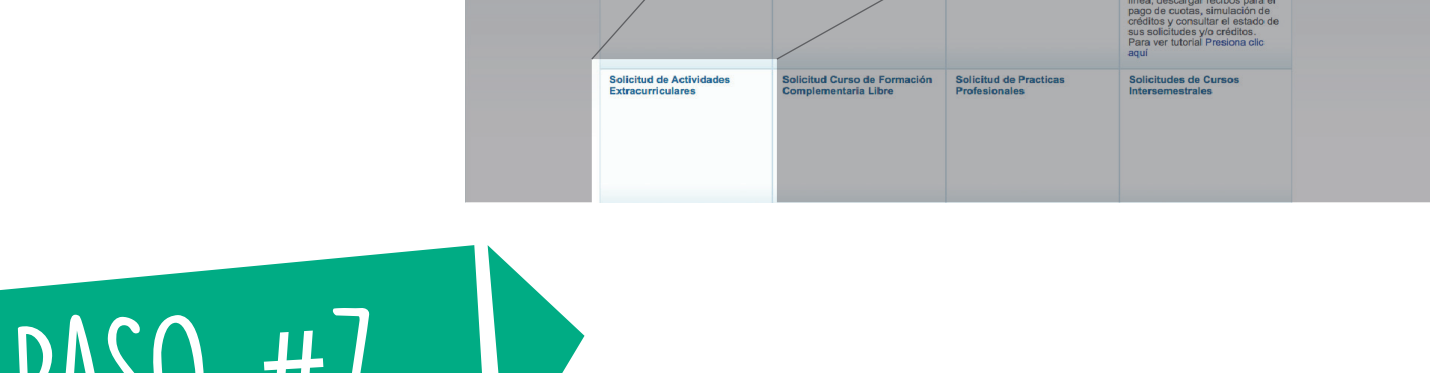 línea, descargar recibos para el
pago de cuotas, simulación de
créditos y consultar el estado de
sus solicitudes y/o créditos.
Para ver tutorial Presiona clic
aquí
Solicitud de Actividades
Extracurriculares
Solicitud Curso de Formación
Complementaria Libre
Solicitud de Practicas
Profesionales
Solicitudes de Cursos
Intersemestrales
PASO #7